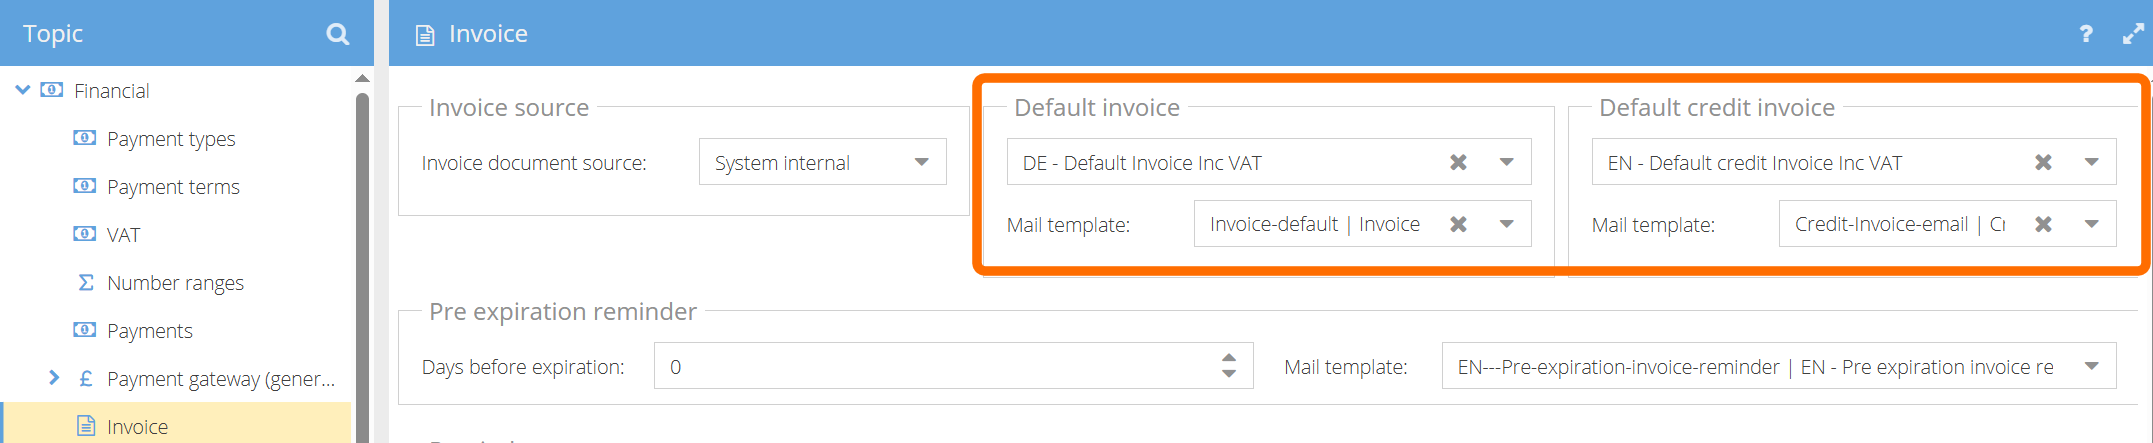 Topic
Financial
Payment types
Payment terms
VAT
Number ranges
Payments
Payment gateway (gener...
Invoice
Invoice
?
Invoice source
Invoice document source: System internal
Default invoice
DE - Default Invoice Inc VAT
Mail template: Invoice-default | Invoice
Default credit invoice
EN - Default credit Invoice Inc VAT
Mail template: Credit-Invoice-email |
Pre expiration reminder
Days before expiration: 0
Mail template: EN---Pre-expiration-invoice-reminder | EN - Pre expiration invoice re